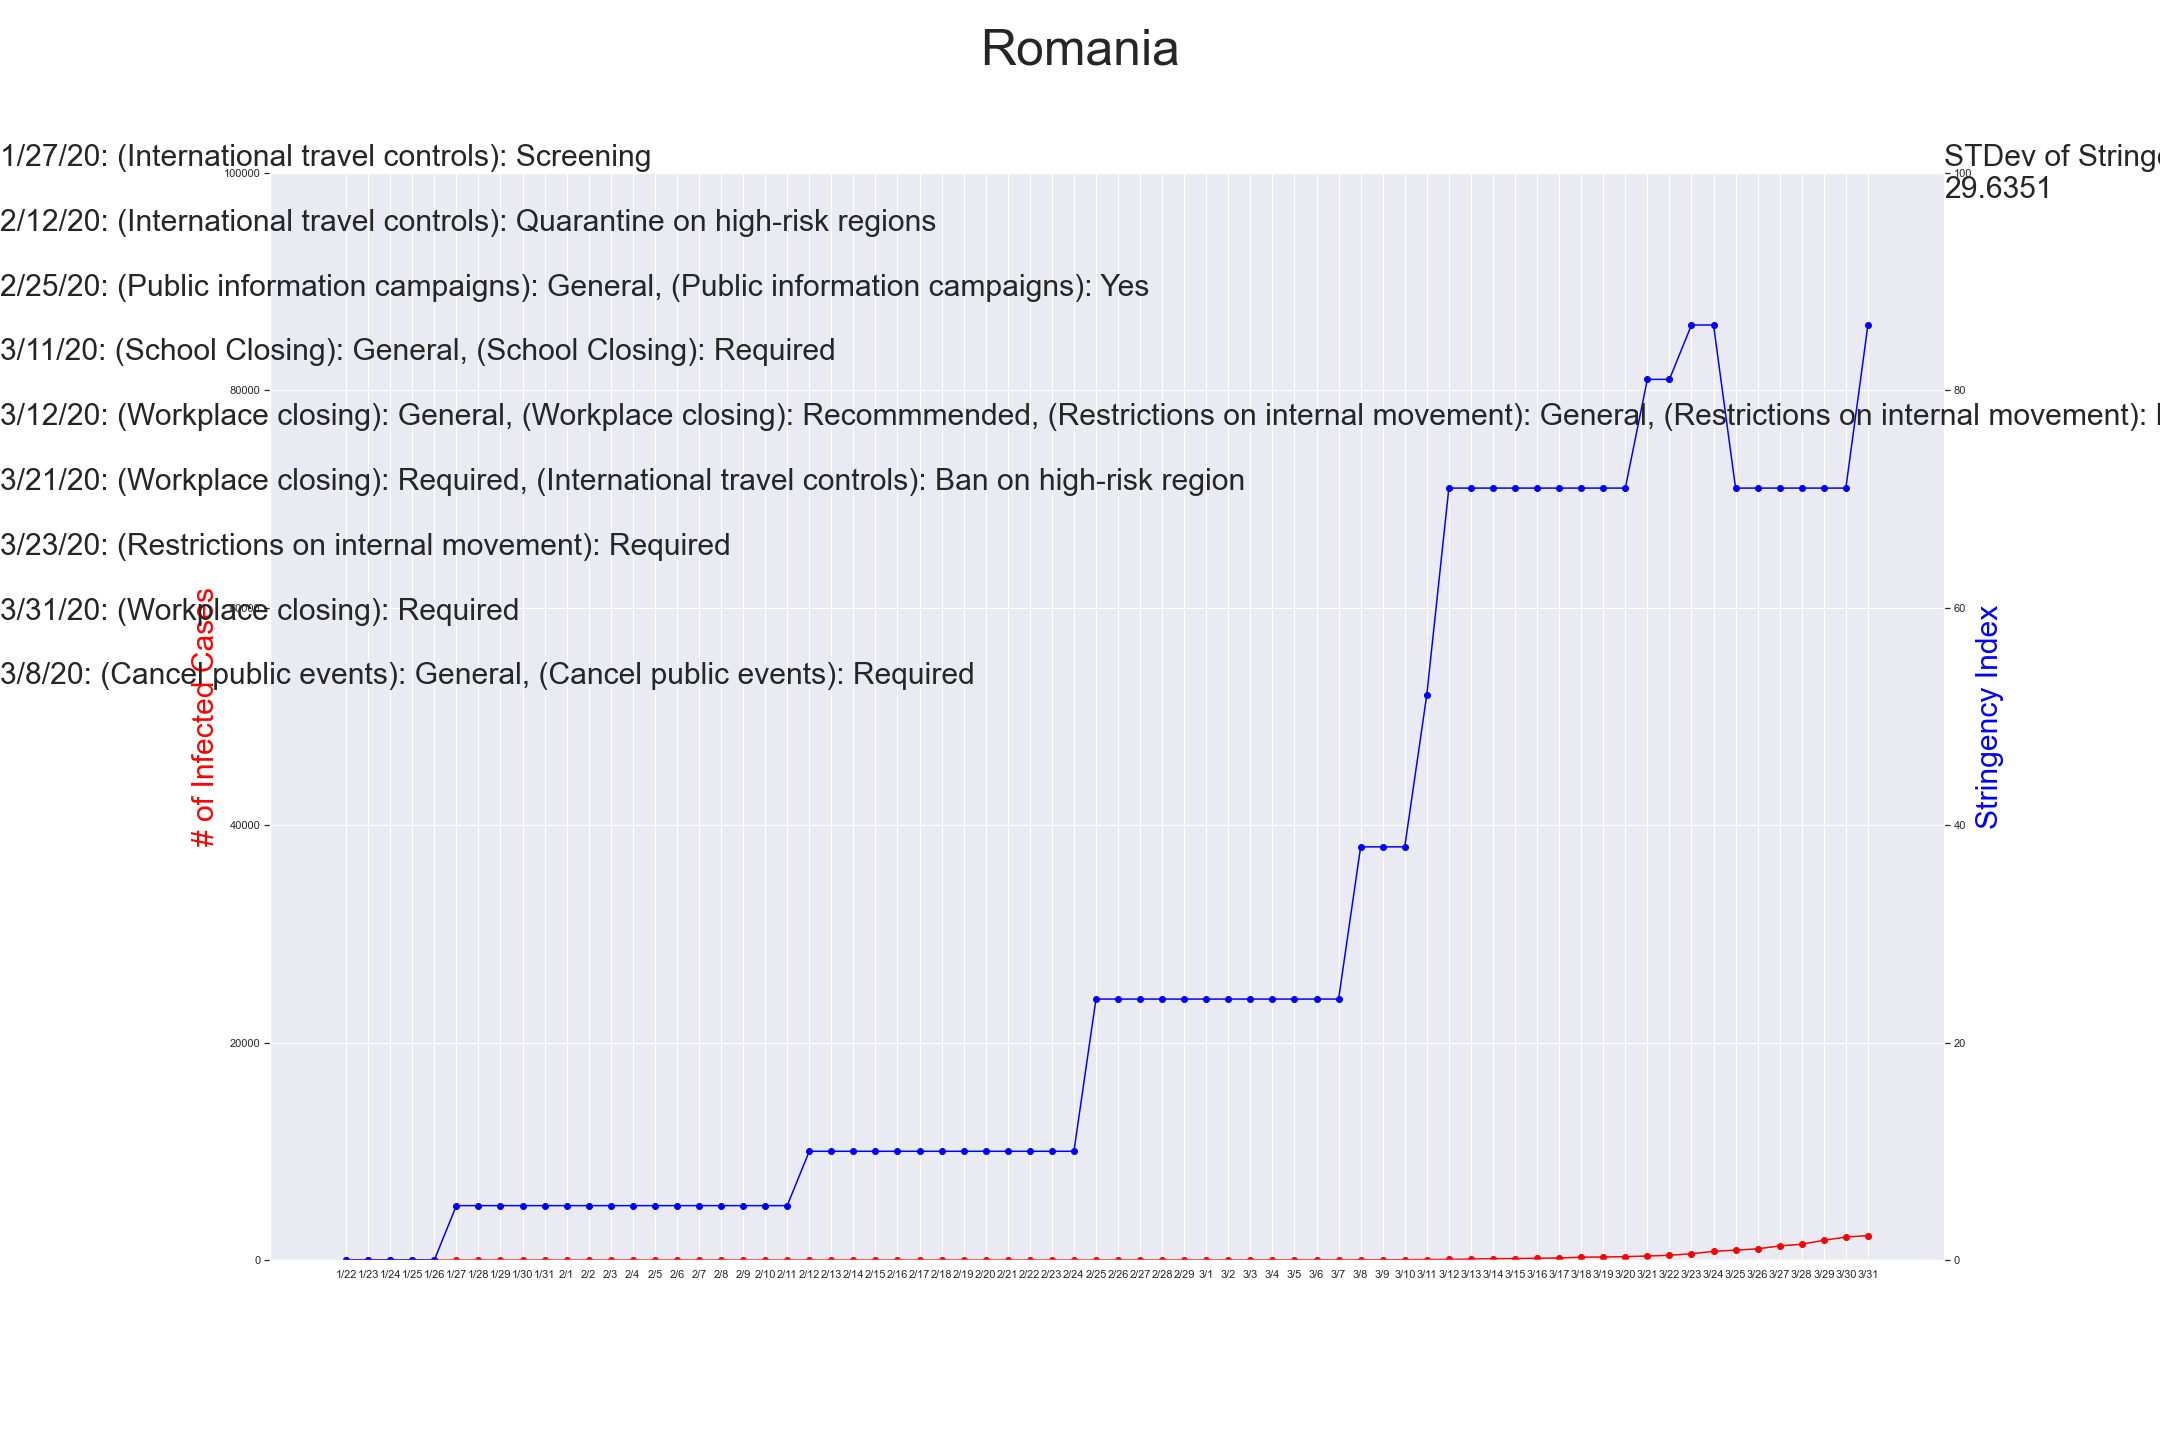 Romania
1/27/20: (International travel controls): Screening
STDev of Stringe
29.6351
2/12/20: (International travel controls): Quarantine on high-risk regions
2/25/20: (Public information campaigns): General, (Public information campaigns): Yes
3/11/20: (School Closing): General, (School Closing): Required
3/12/20: (Workplace closing): General, (Workplace closing): Recommmended, (Restrictions on internal movement): General, (Restrictions on internal movement):
3/21/20: (Workplace closing): Required, (International travel controls): Ban on high-risk region
3/23/20: (Restrictions on internal movement): Required
3/31/20: (Workplace closing): Required
3/8/20: (Cancel public events): General, (Cancel public events): Required
# of Infected Cases
100000
80000
60000
40000
20000
0
Stringency Index
100
80
60
40
20
0
1/22 1/23 1/24 1/25 1/26 1/27 1/28 1/29 1/30 1/31 2/1 2/2 2/3 2/4 2/5 2/6 2/7 2/8 2/9 2/10 2/11 2/12 2/13 2/14 2/15 2/16 2/17 2/18 2/19 2/20 2/21 2/22 2/23 2/24 2/25 2/26 2/27 2/28 2/29 3/1 3/2 3/3 3/4 3/5 3/6 3/7 3/8 3/9 3/10 3/11 3/12 3/13 3/14 3/15 3/16 3/17 3/18 3/19 3/20 3/21 3/22 3/23 3/24 3/25 3/26 3/27 3/28 3/29 3/30 3/31